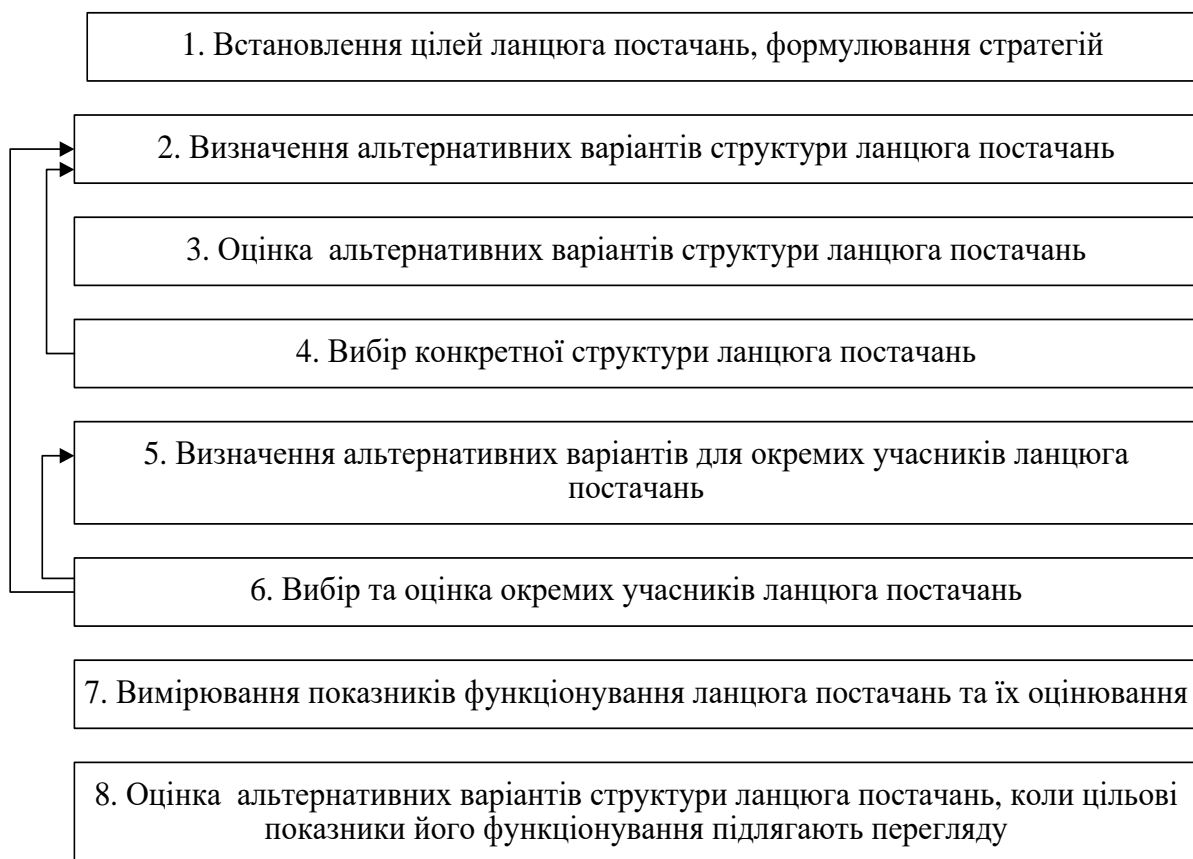 1. Встановлення цілей ланцюга постачань, формулювання стратегій
2. Визначення альтернативних варіантів структури ланцюга постачань
3. Оцінка  альтернативних варіантів структури ланцюга постачань
4. Вибір конкретної структури ланцюга постачань
5. Визначення альтернативних варіантів для окремих учасників ланцюга
постачань
6. Вибір та оцінка окремих учасників ланцюга постачань
7. Вимірювання показників функціонування ланцюга постачань та їх оцінювання
8. Оцінка  альтернативних варіантів структури ланцюга постачань, коли цільові
показники його функціонування підлягають перегляду